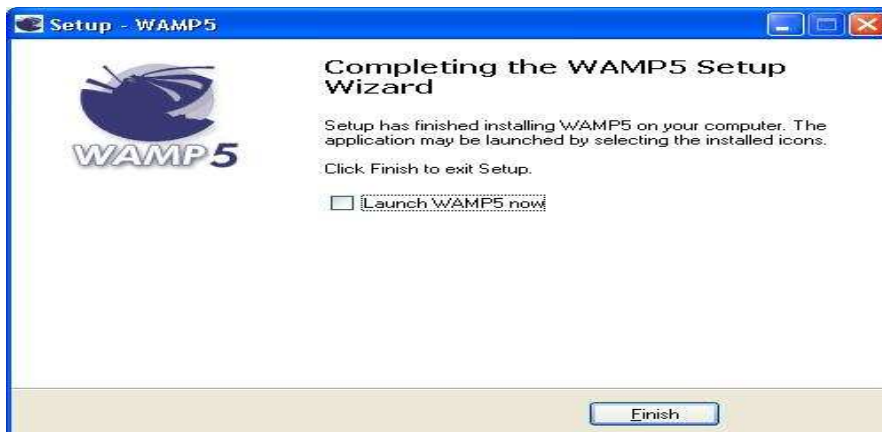 Setup - WAMP5
Completing the WAMP5 Setup
Wizard
Setup has finished installing WAMP5 on your computer. The
application may be launched by selecting the installed icons.
Click Finish to exit Setup.
Launch WAMP5 now
WAMP5
Finish